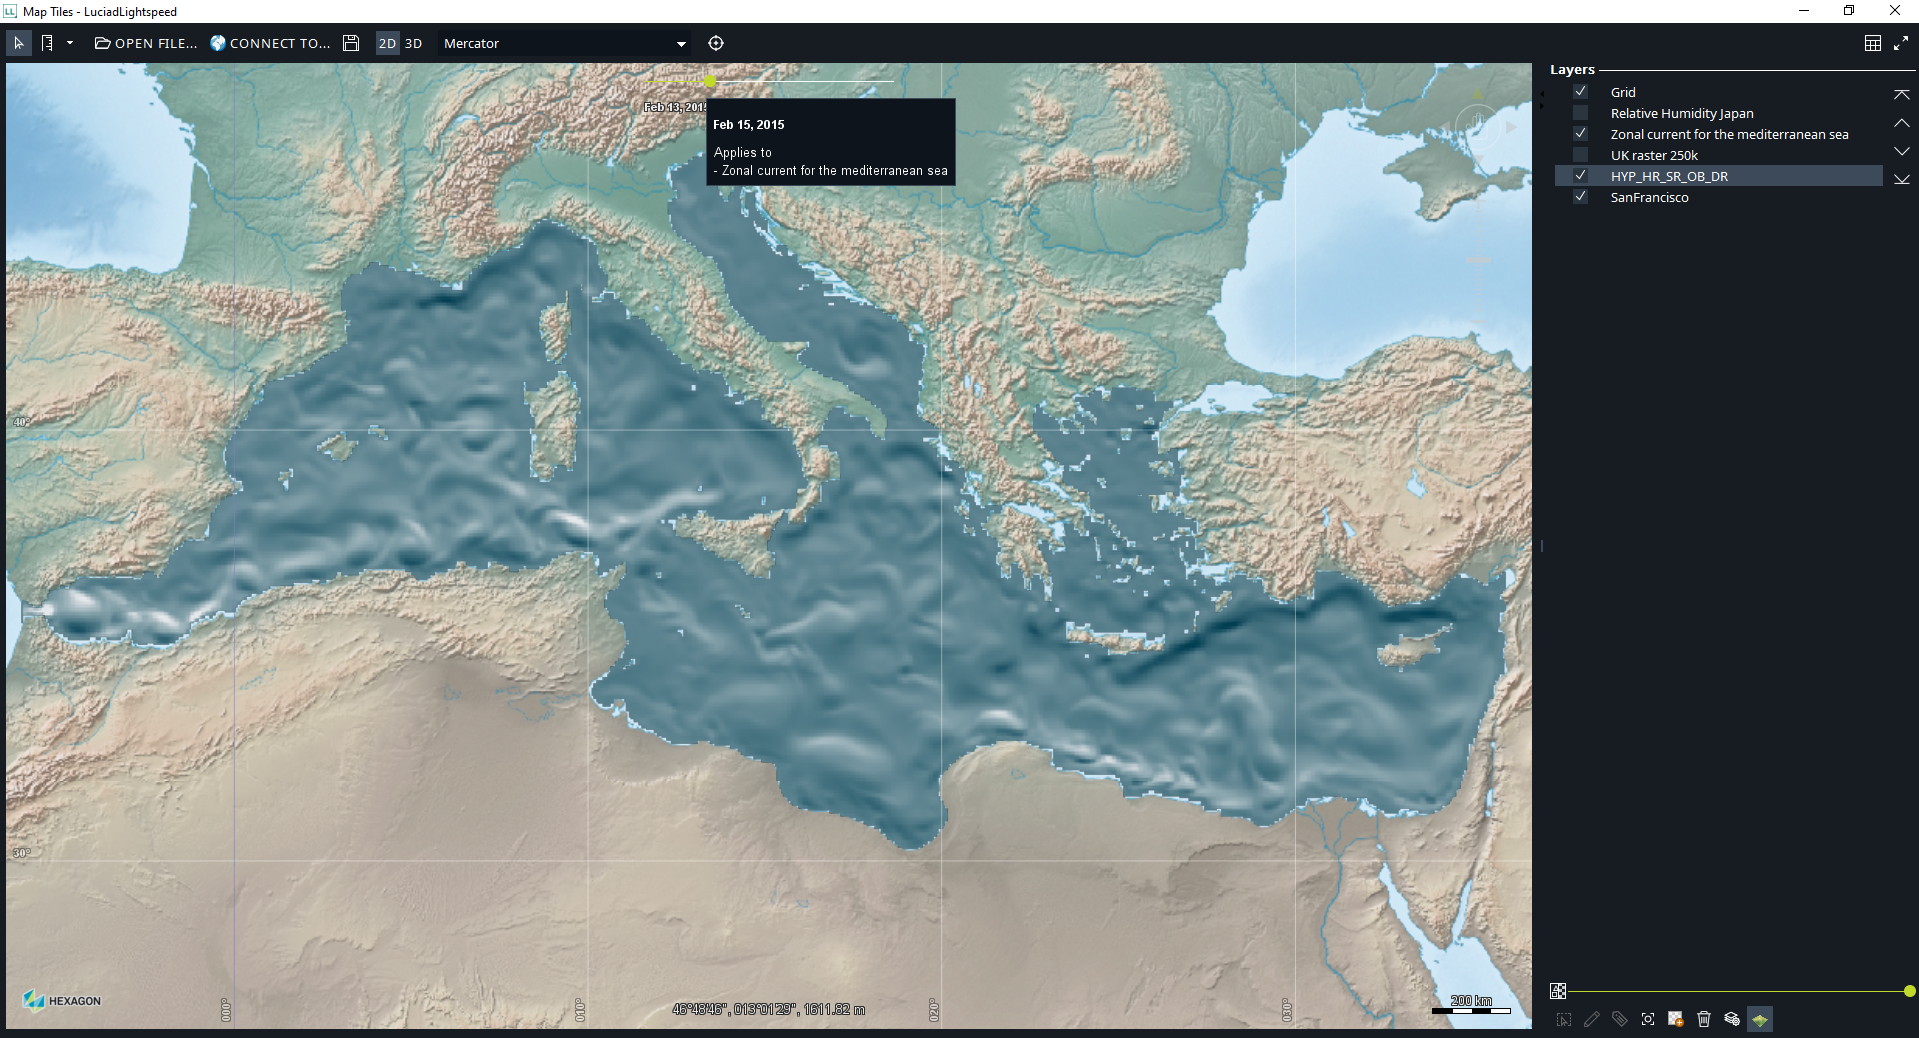 Map Tiles - LuciadLightspeed
OPEN FILE...
CONNECT TO...
2D
3D
Mercator
Layers
Grid
Relative Humidity Japan
Zonal current for the mediterranean sea
UK raster 250k
HYP_HR_SR_OB_DR
SanFrancisco
Feb 13, 2015
Feb 15, 2015
Applies to
- Zonal current for the mediterranean sea
40°
30°
000°
010°
020°
030°
HEXAGON
46°48'46", 013°01'29", 1611.82 m
200 km